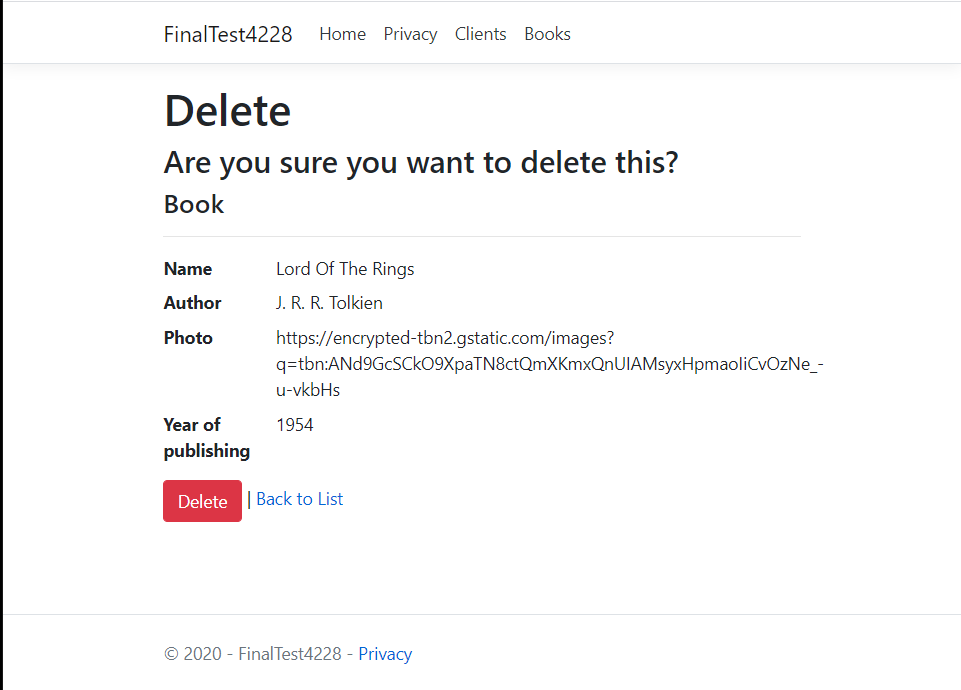 FinalTest4228 Home Privacy Clients Books
Delete
Are you sure you want to delete this?
Book
Name Lord Of The Rings
Author J. R. R. Tolkien
Photo https://encrypted-tbn2.gstatic.com/images?
q=tbn:ANd9GcSCkO9XpaTN8ctQmXKmxQnUIAMsyxHpmaoIiCvOzNe_-
u-vkbHs
Year of 1954
publishing
Delete | Back to List
© 2020 - FinalTest4228 - Privacy